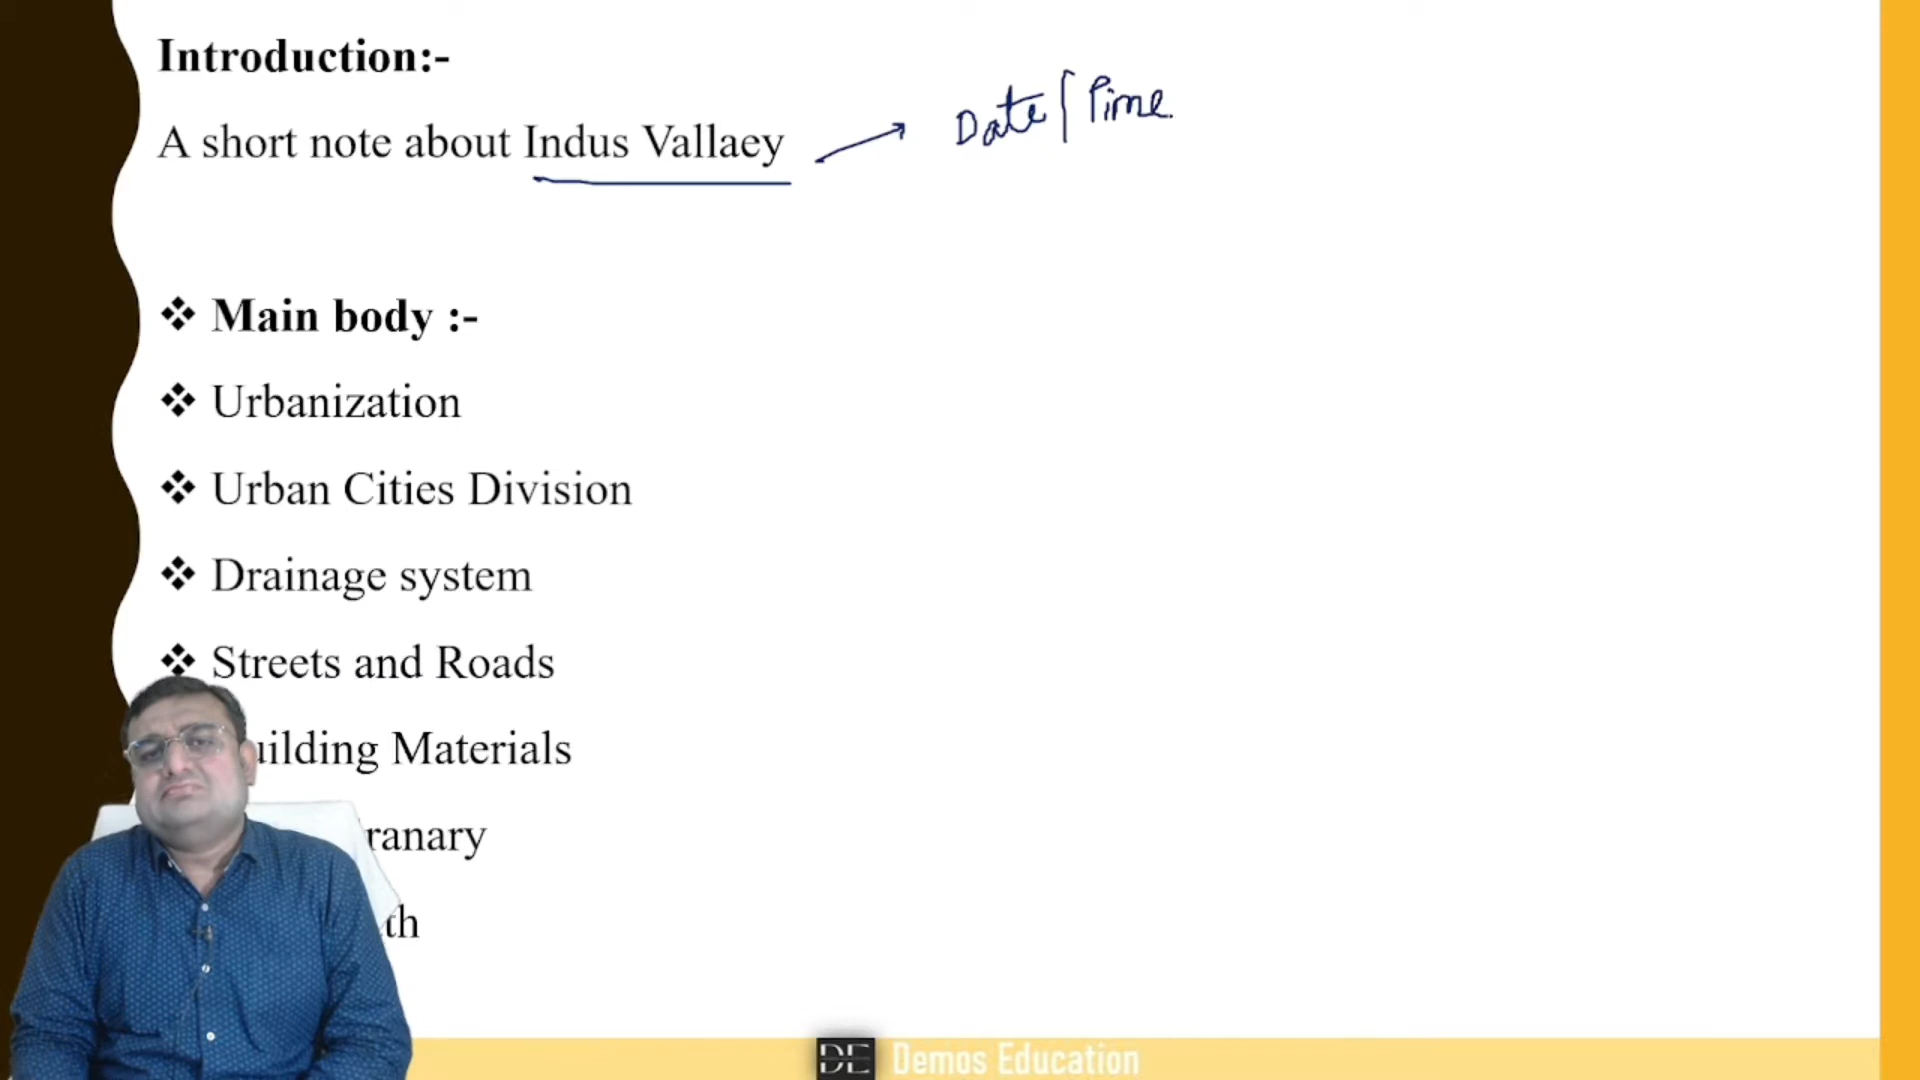 Introduction:-
A short note about Indus Vallaey
Date/Time
Main body :-
Urbanization
Urban Cities Division
Drainage system
Streets and Roads
uilding Materials
ranary
th
DE Demos Education